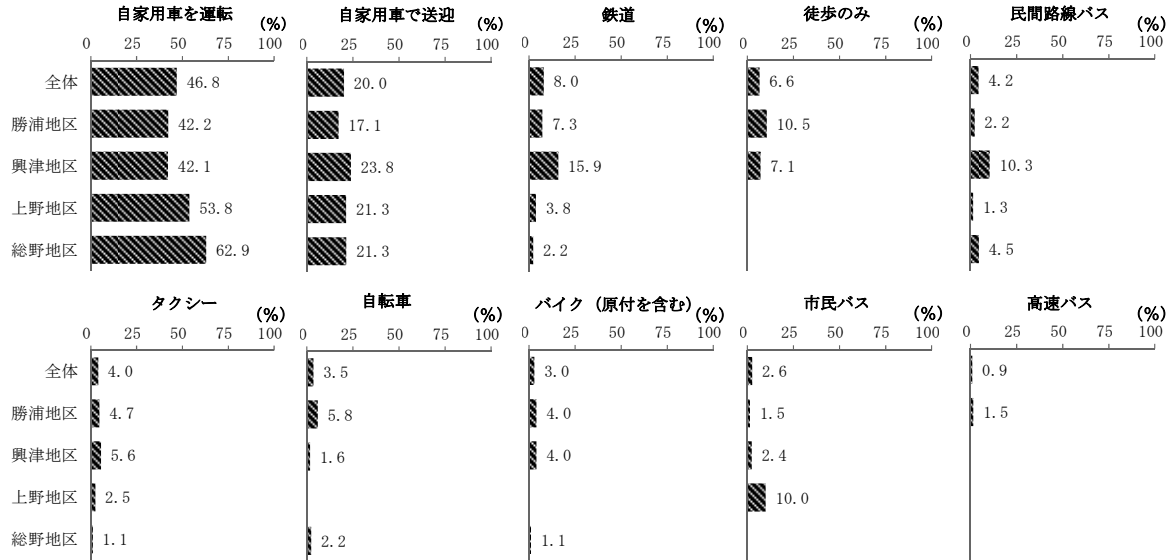 自家用車を運転 (%) 自家用車で送迎 (%) 鉄道 (%) 徒歩のみ (%) 民間路線バス (%)
0 25 50 75 100 0 25 50 75 100 0 25 50 75 100 0 25 50 75 100 0 25 50 75 100
全体 46.8 20.0 8.0 6.6 4.2
勝浦地区 42.2 17.1 7.3 10.5 2.2
興津地区 42.1 23.8 15.9 7.1 10.3
上野地区 53.8 21.3 3.8 1.3
総野地区 62.9 21.3 2.2 4.5
タクシー (%) 自転車 (%) バイク（原付を含む） (%) 市民バス (%) 高速バス (%)
0 25 50 75 100 0 25 50 75 100 0 25 50 75 100 0 25 50 75 100 0 25 50 75 100
全体 4.0 3.5 3.0 2.6 0.9
勝浦地区 4.7 5.8 4.0 1.5 1.5
興津地区 5.6 1.6 4.0 2.4
上野地区 2.5 10.0
総野地区 1.1 2.2 1.1